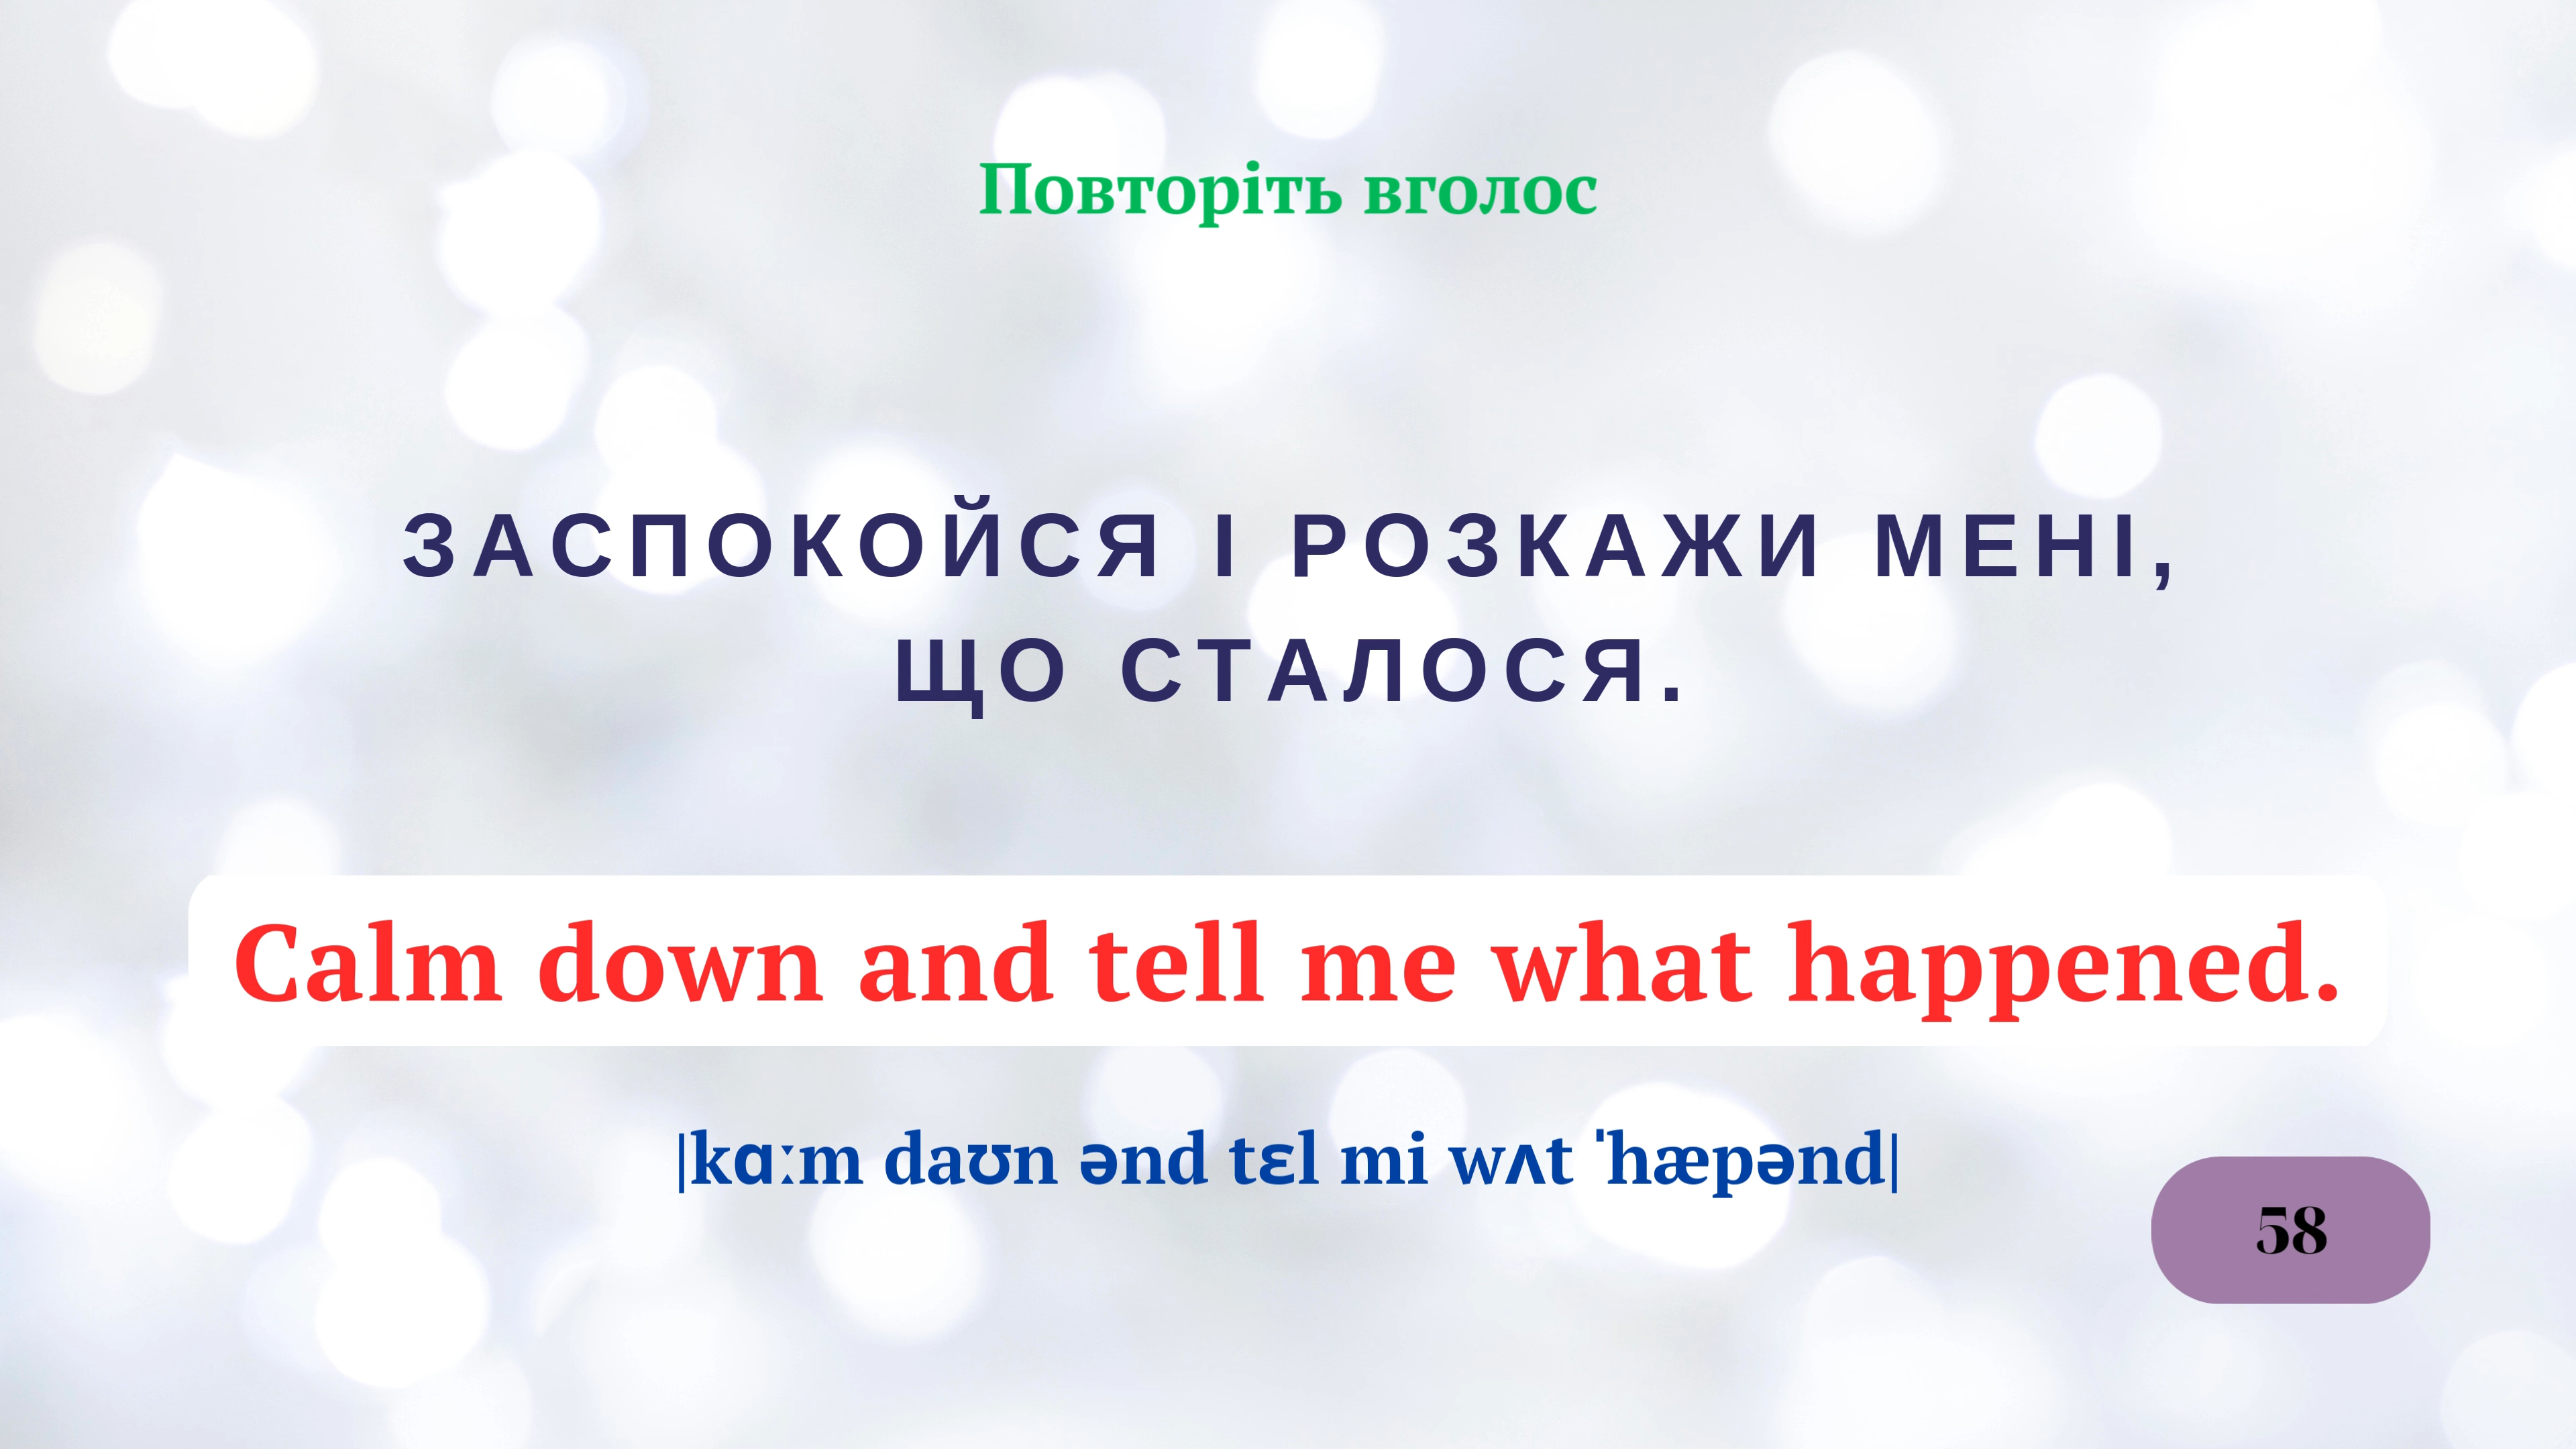 Повторіть вголос
ЗАСПОКОЙСЯ І РОЗКАЖИ МЕНІ,
ЩО СТАЛОСЯ.
Calm down and tell me what happened.
|kɑːm daʊn ənd tɛl mi wʌt ˈhæpənd|
58